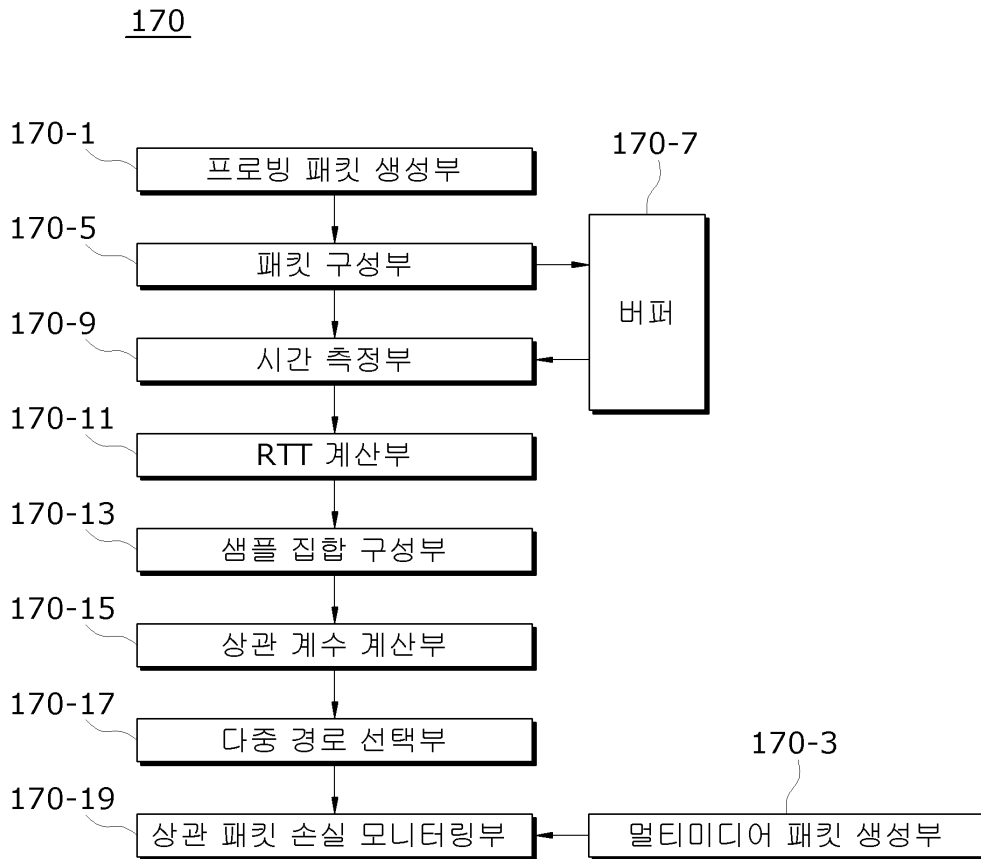 170
170-1
프로빙 패킷 생성부
170-7
170-5
패킷 구성부
버퍼
170-9
시간 측정부
170-11
RTT 계산부
170-13
샘플 집합 구성부
170-15
상관 계수 계산부
170-17
다중 경로 선택부
170-3
170-19
상관 패킷 손실 모니터링부
멀티미디어 패킷 생성부